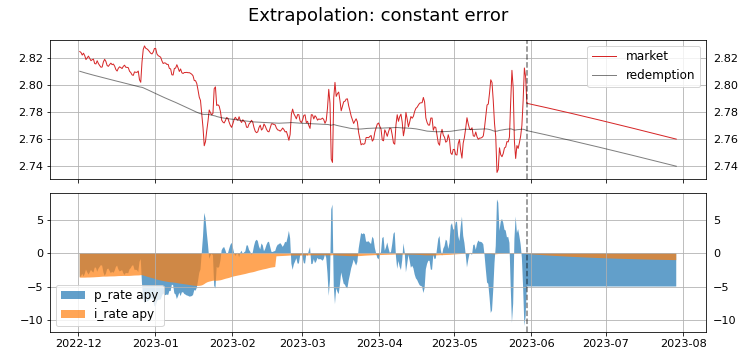 Extrapolation: constant error
2.82 2.82
market
redemption
2.80 2.80
2.78 2.78
2.76 2.76
2.74 2.74
5 5
0 0
−5 −5
p_rate apy
i_rate apy
−10 −10
2022-12 2023-01 2023-02 2023-03 2023-04 2023-05 2023-06 2023-07 2023-08